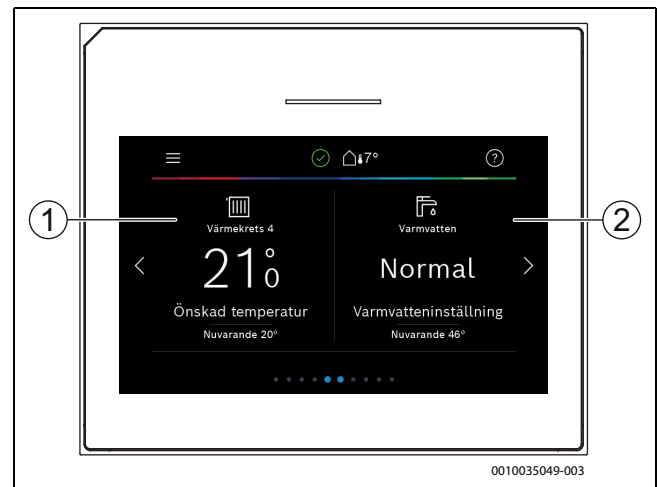 7°
?
1
Värmekrets 4
21°0
Önskad temperatur
Nuvarande 20°
Varmvatten
Normal
Varmvatteninställning
Nuvarande 46°
2
0010035049-003